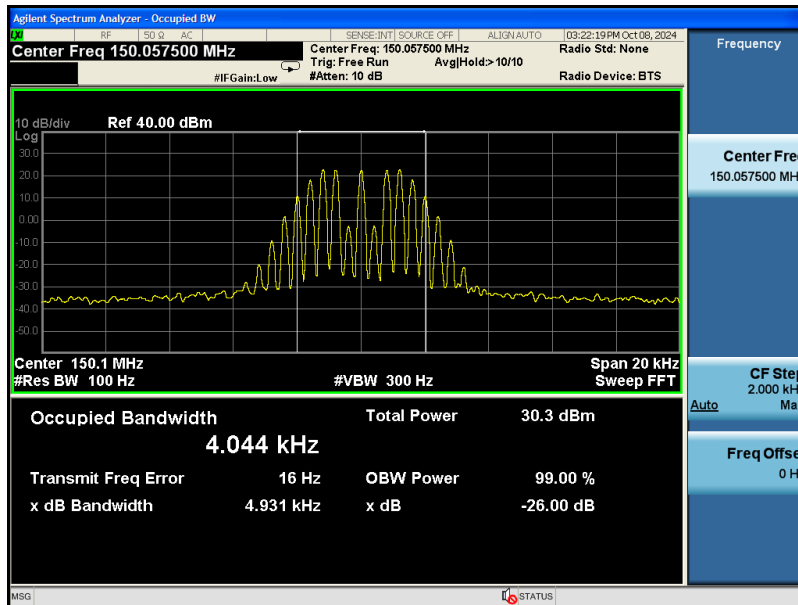 Agilent Spectrum Analyzer - Occupied BW
LXI RF 50 Ω AC SENSE:INT SOURCE OFF ALIGN AUTO 03:22:19 PM Oct 08, 2024
Center Freq 150.057500 MHz
Center Freq: 150.057500 MHz Radio Std: None
Trig: Free Run Avg|Hold:> 10/10
#IFGain:Low #Atten: 10 dB Radio Device: BTS
10 dB/div Ref 40.00 dBm
Log
30.0
20.0
10.0
0.00
-10.0
-20.0
-30.0
-40.0
-50.0
Center 150.1 MHz Span 20 kHz
#Res BW 100 Hz #VBW 300 Hz Sweep FFT
Occupied Bandwidth Total Power 30.3 dBm
4.044 kHz
Transmit Freq Error 16 Hz OBW Power 99.00 %
x dB Bandwidth 4.931 kHz x dB -26.00 dB
Frequency
Center Fre
150.057500 MH
CF Step
2.000 kH
Auto Ma
Freq Offse
0 H
MSG STATUS